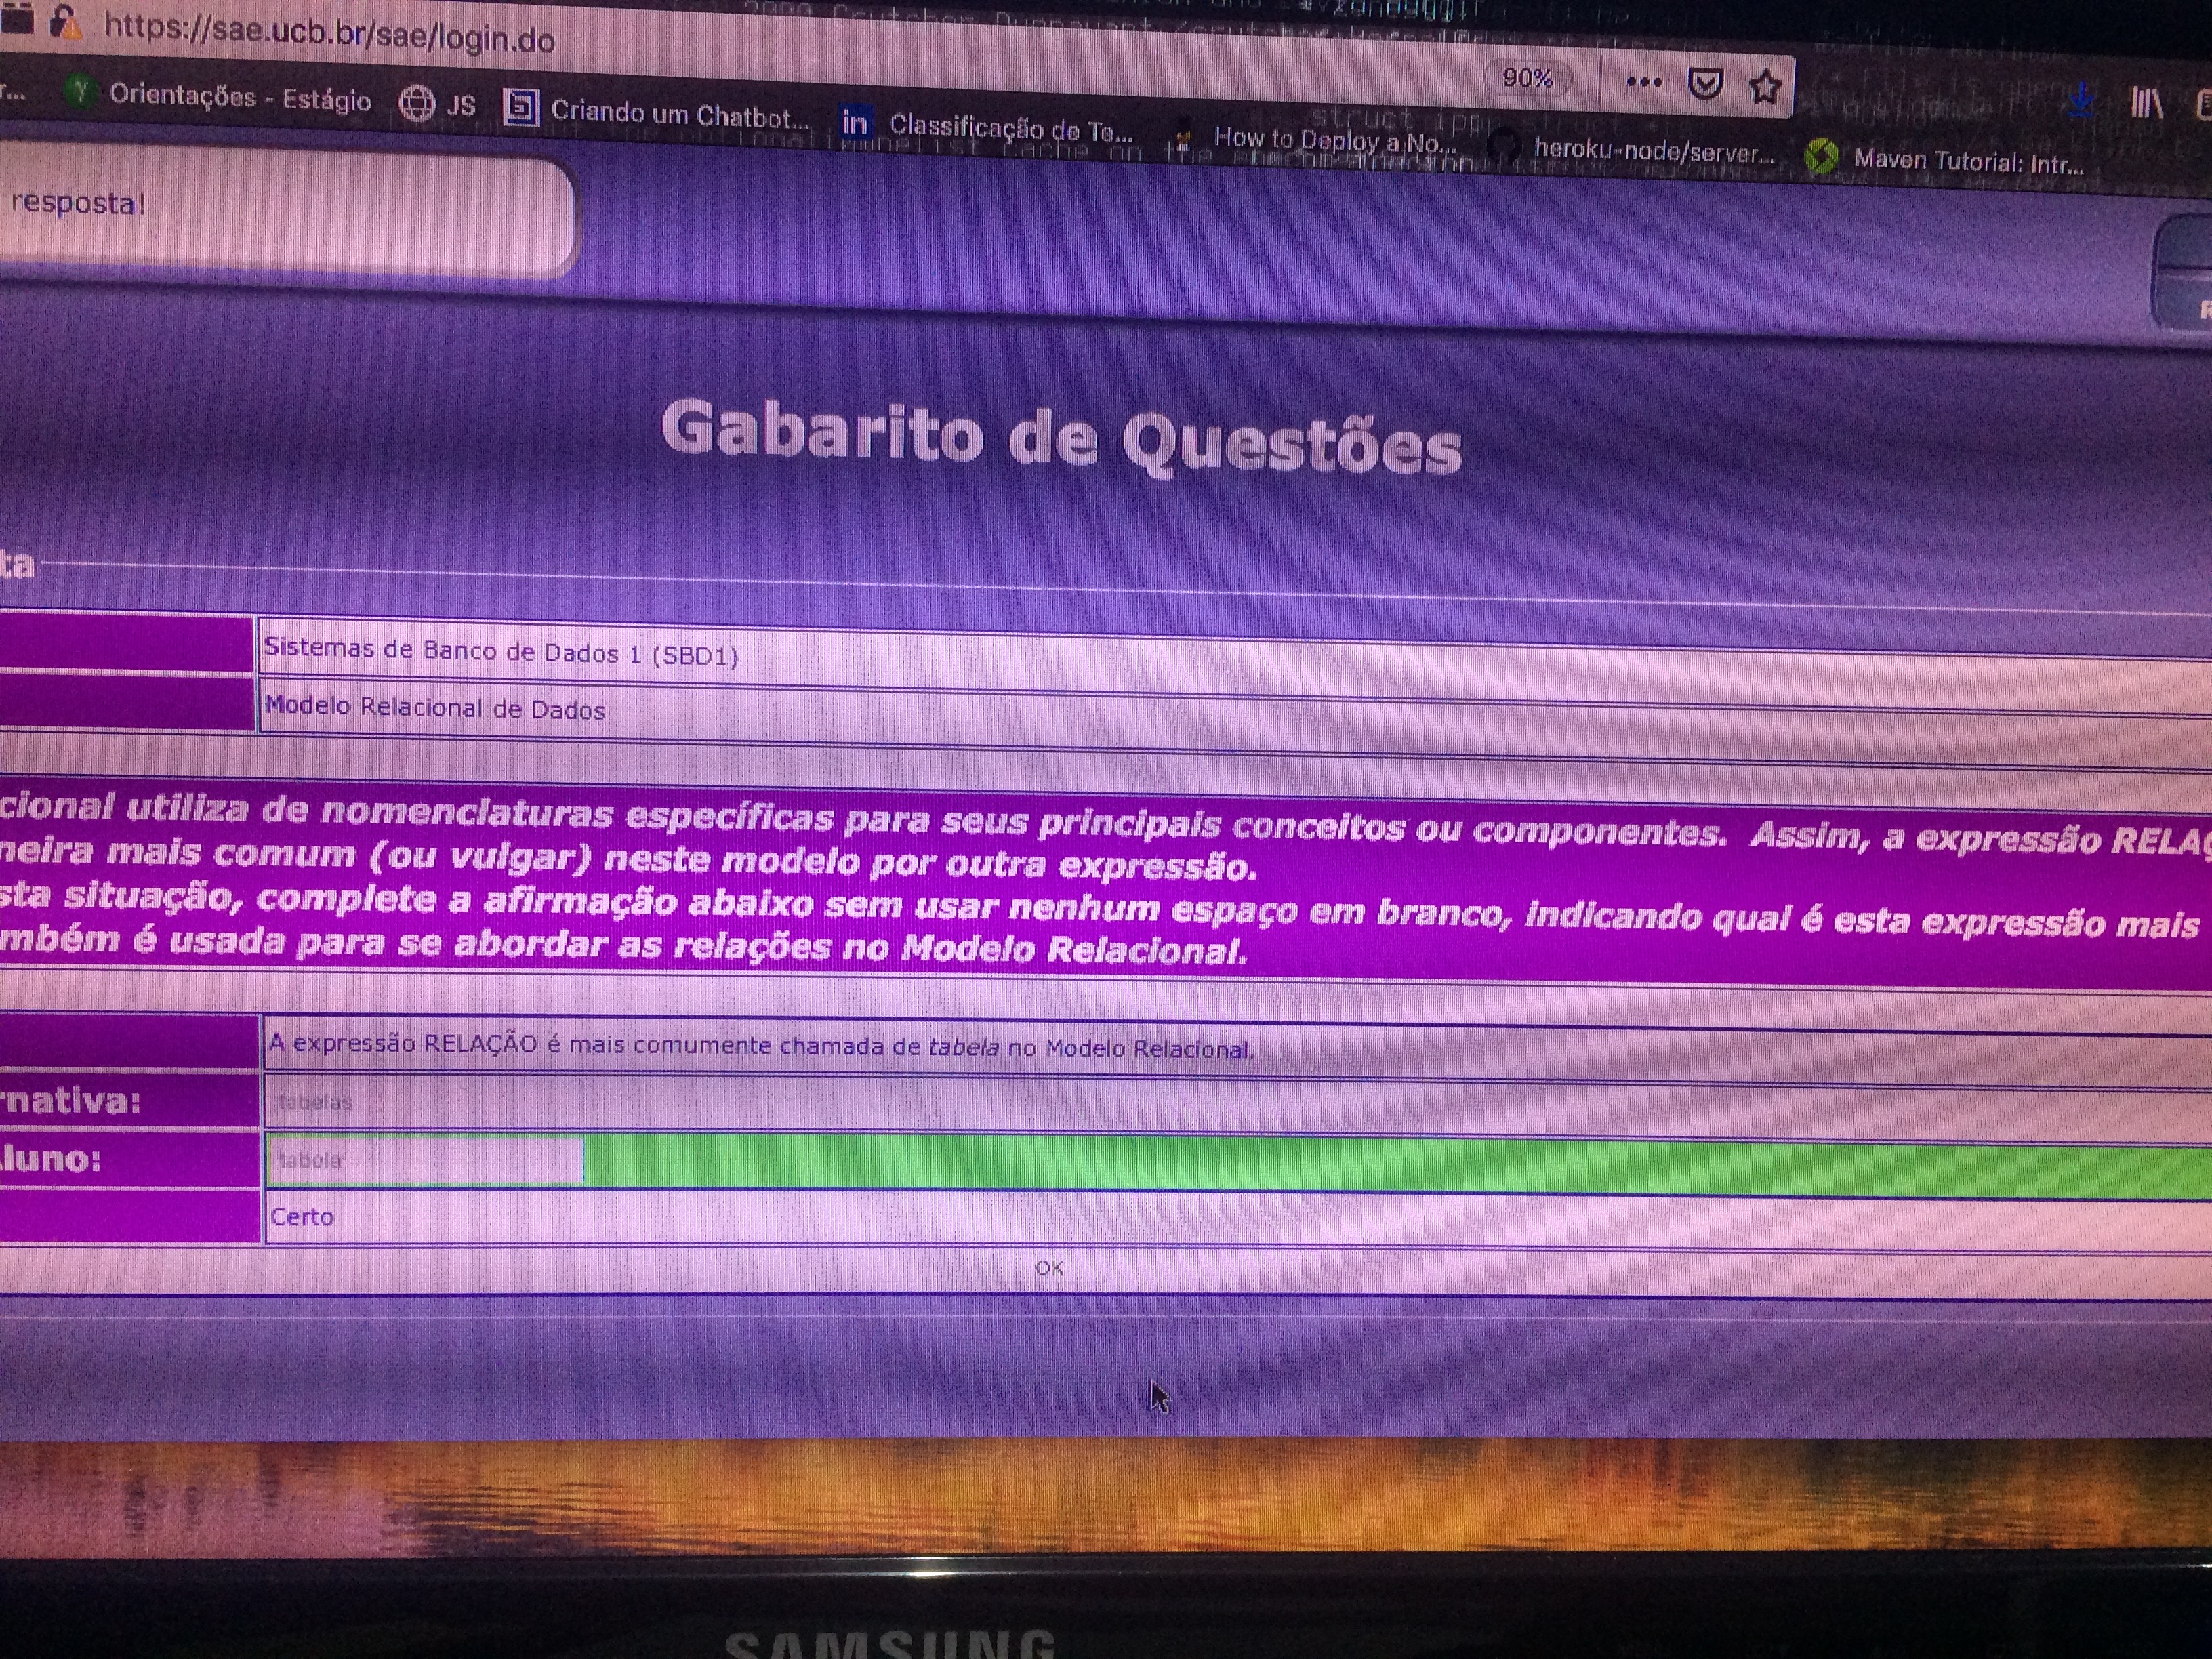 https://sae.ucb.br/sae/login.do
90%
Orientações - Estágio
JS
Criando um Chatbot...
in
Classificação de Te...
How to Deploy a No...
heroku-node/server...
Maven Tutorial: Intr...
resposta!
Gabarito de Questões
ta
Sistemas de Banco de Dados 1 (SBD1)
Modelo Relacional de Dados
cional utiliza de nomenclaturas específicas para seus principais conceitos ou componentes. Assim, a expressão RELAÇ
neira mais comum (ou vulgar) neste modelo por outra expressão.
sta situação, complete a afirmação abaixo sem usar nenhum espaço em branco, indicando qual é esta expressão mais
mbém é usada para se abordar as relações no Modelo Relacional.
A expressão RELAÇÃO é mais comumente chamada de tabela no Modelo Relacional.
rnativa: tabelas
luno: tabela
Certo
OK
SAMSUNG